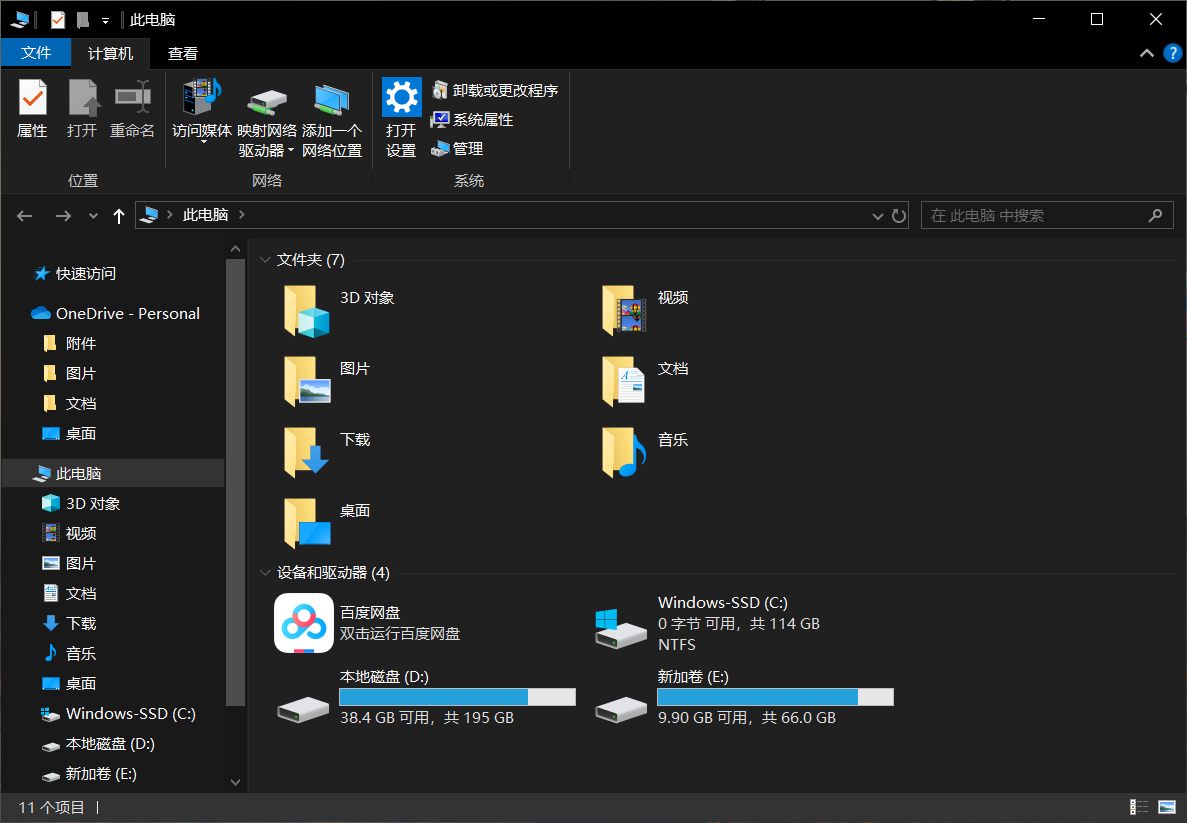 此电脑
文件
计算机
查看
属性
打开
重命名
访问媒体
映射网络
驱动器
添加一个
网络位置
打开
设置
卸载或更改程序
系统属性
管理
位置
网络
系统
此电脑
在 此电脑 中搜索
快速访问
OneDrive - Personal
附件
图片
文档
桌面
此电脑
3D 对象
视频
图片
文档
下载
音乐
桌面
Windows-SSD (C:)
本地磁盘 (D:)
新加卷 (E:)
文件夹 (7)
3D 对象
视频
图片
文档
下载
音乐
桌面
设备和驱动器 (4)
百度网盘
双击运行百度网盘
Windows-SSD (C:)
0 字节 可用，共 114 GB
NTFS
本地磁盘 (D:)
38.4 GB 可用，共 195 GB
新加卷 (E:)
9.90 GB 可用，共 66.0 GB
11 个项目